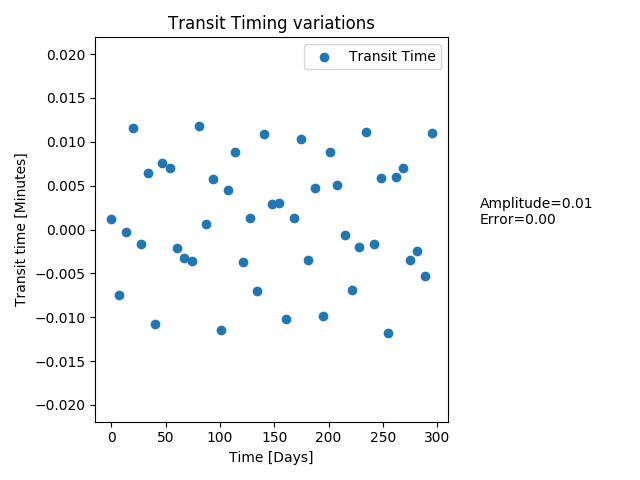 Transit Timing variations
Transit Time
Transit time [Minutes]
0.020
0.015
0.010
0.005
0.000
−0.005
−0.010
−0.015
−0.020
0 50 100 150 200 250 300
Time [Days]
Amplitude=0.01
Error=0.00